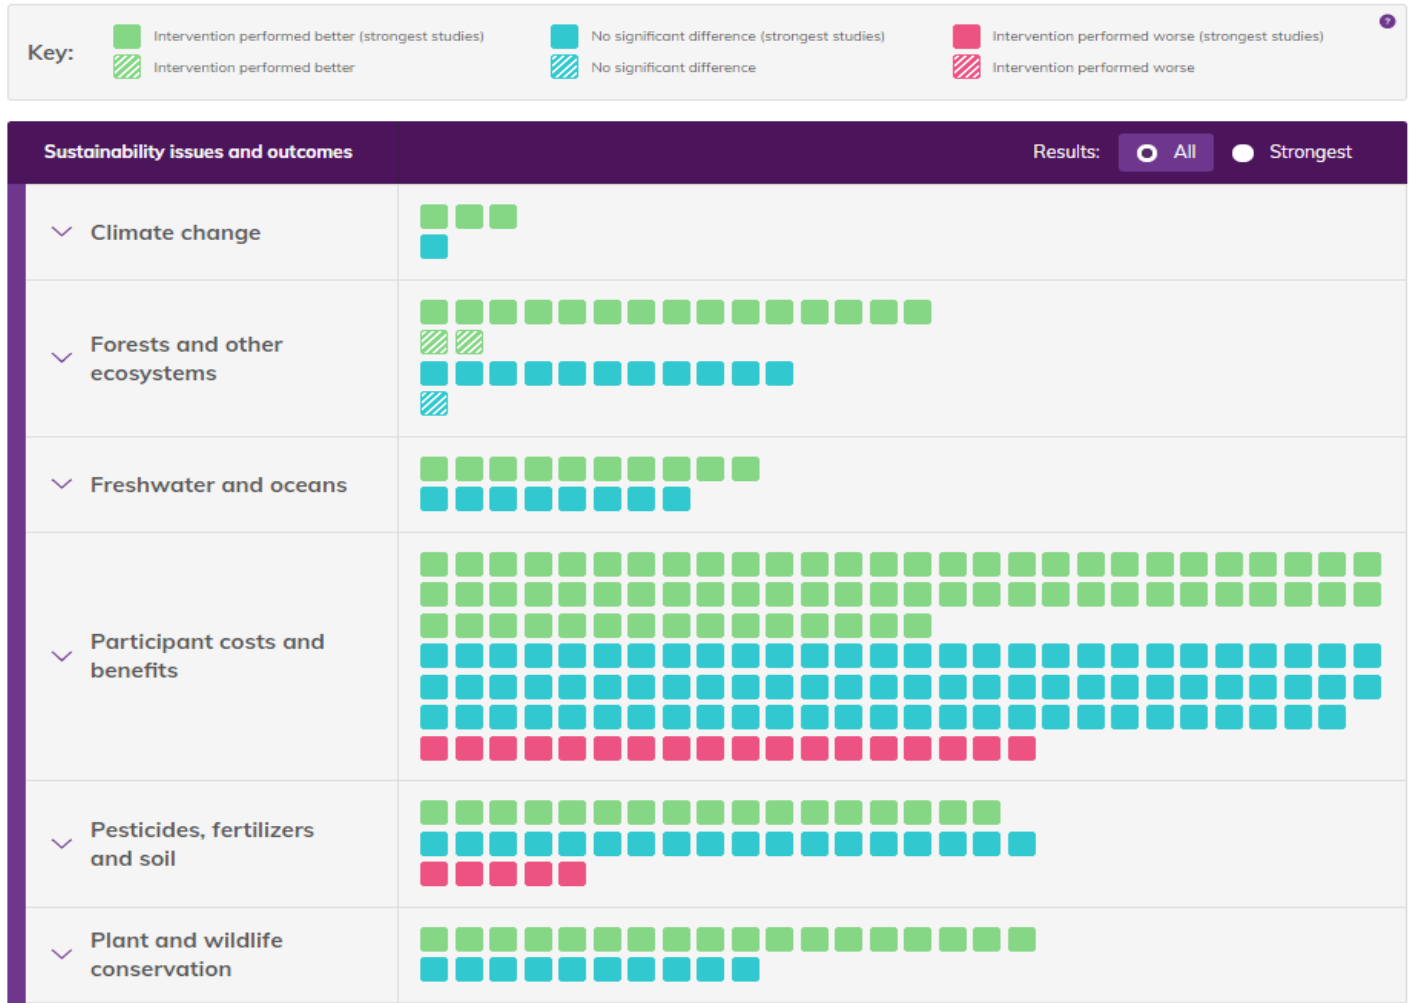 Key:
Intervention performed better (strongest studies)
No significant difference (strongest studies)
Intervention performed worse (strongest studies)
?
Intervention performed better
No significant difference
Intervention performed worse
Sustainability issues and outcomes
Results:
All
Strongest
Climate change
Forests and other
ecosystems
Freshwater and oceans
Participant costs and
benefits
Pesticides, fertilizers
and soil
Plant and wildlife
conservation